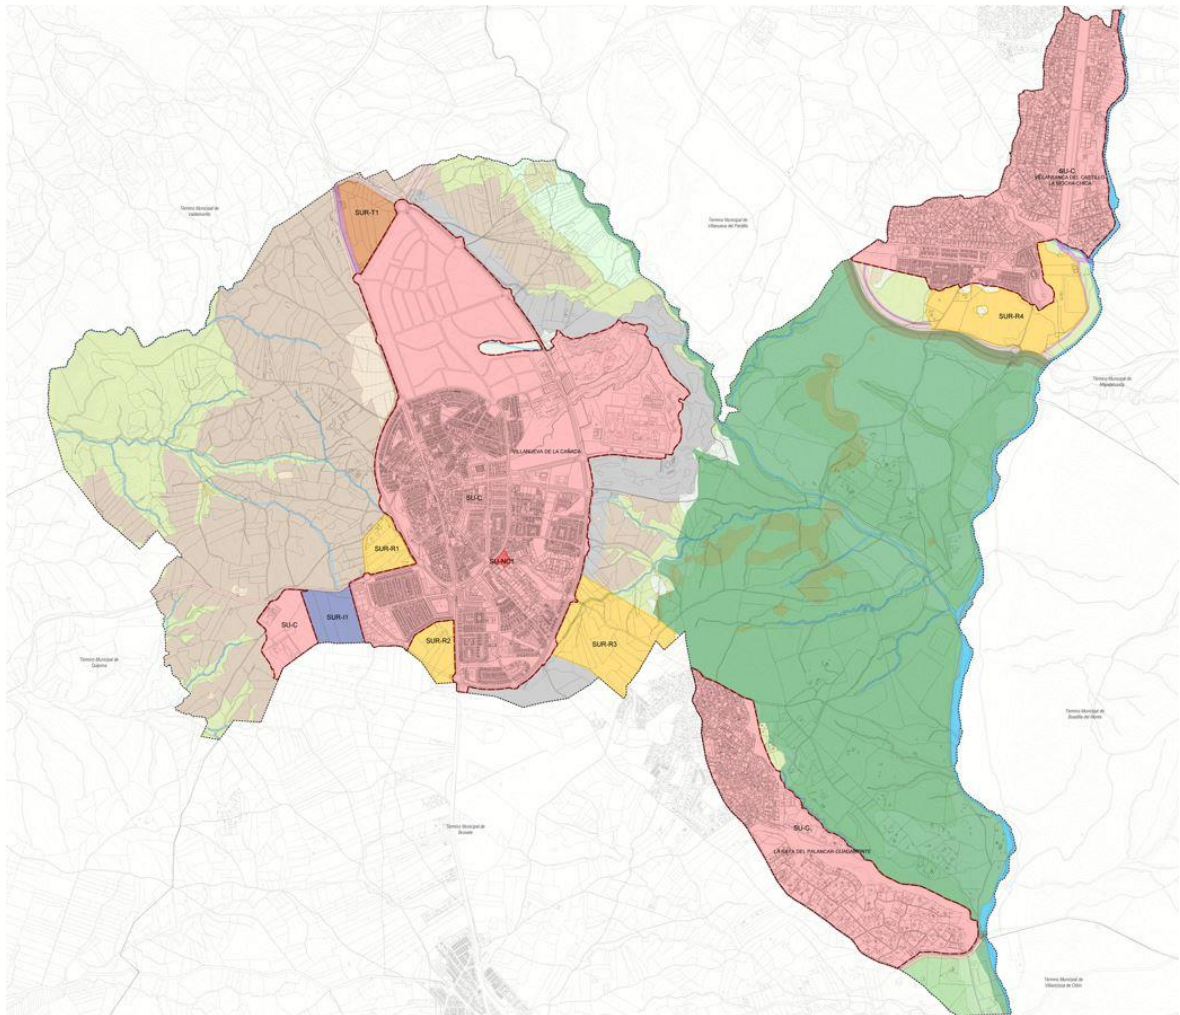 SU-C
VILLAFRANCA DEL CASTILLO
LA MOCHA CHICA
SUR-T1
Término Municipal de
Valdemorillo
Término Municipal de
Villanueva del Pardillo
SUR-R4
Término Municipal de
Majadahonda
VILLANUEVA DE LA CAÑADA
SU-C
SUR-R1
SU-NC1
SU-C
SUR-I1
SUR-R2
SUR-R3
Término Municipal de
Quijorna
Término Municipal de
Boadilla del Monte
Término Municipal de
Brunete
SU-C
LA RAYA DEL PALANCAR-GUADAMONTE
Término Municipal de
Villaviciosa de Odón